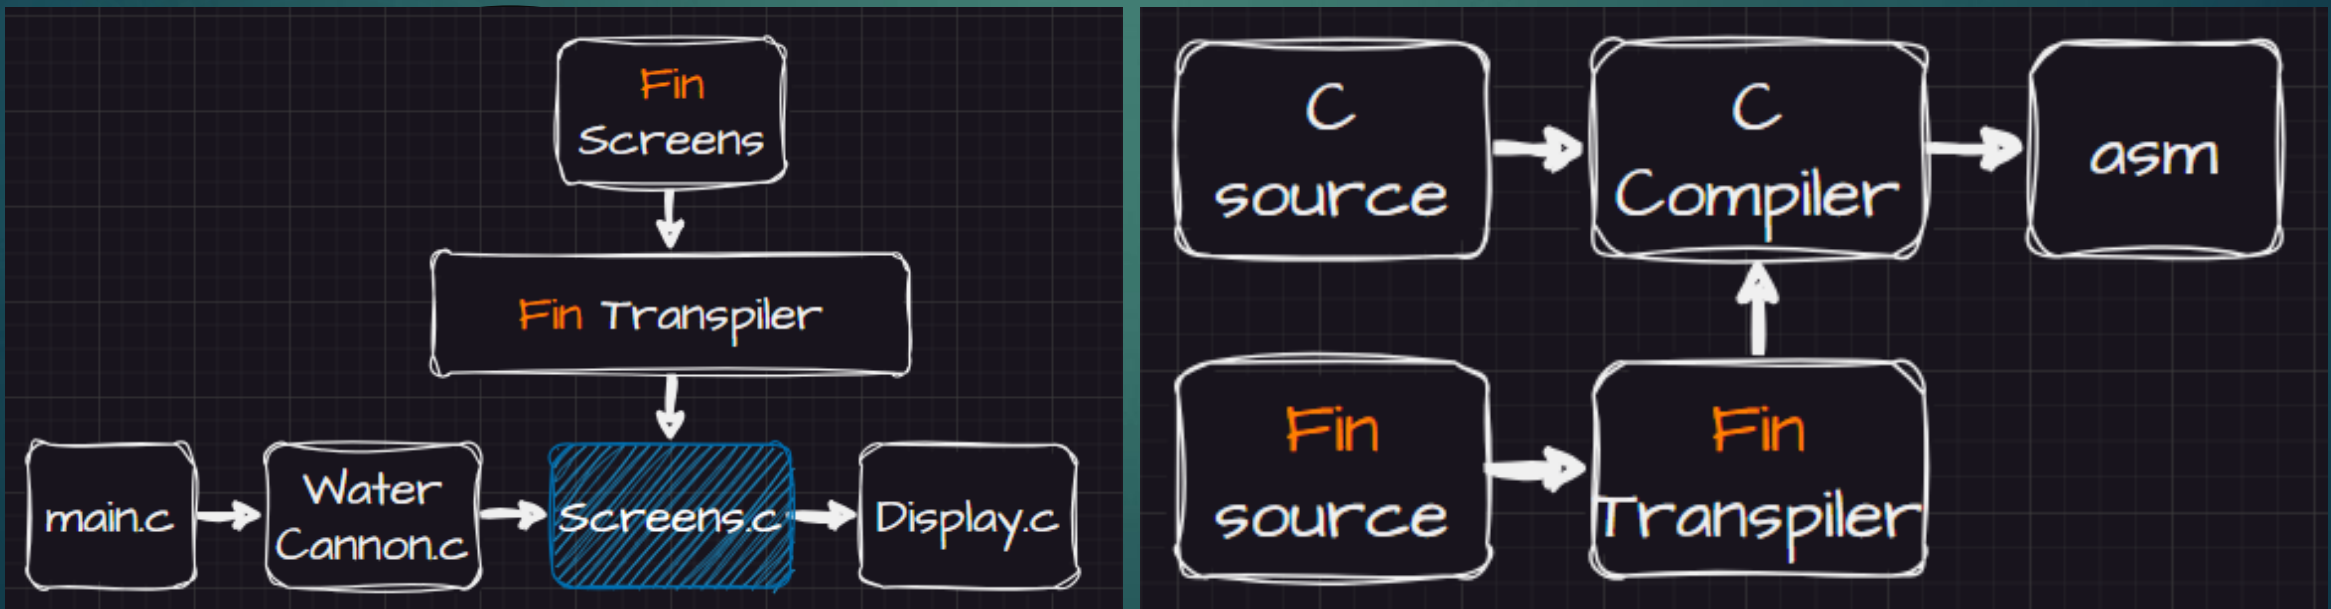 Fin
Screens
Fin Transpiler
main.c
Water
Cannon.c
Screens.c
Display.c
C
source
C
Compiler
asm
Fin
source
Fin
Transpiler